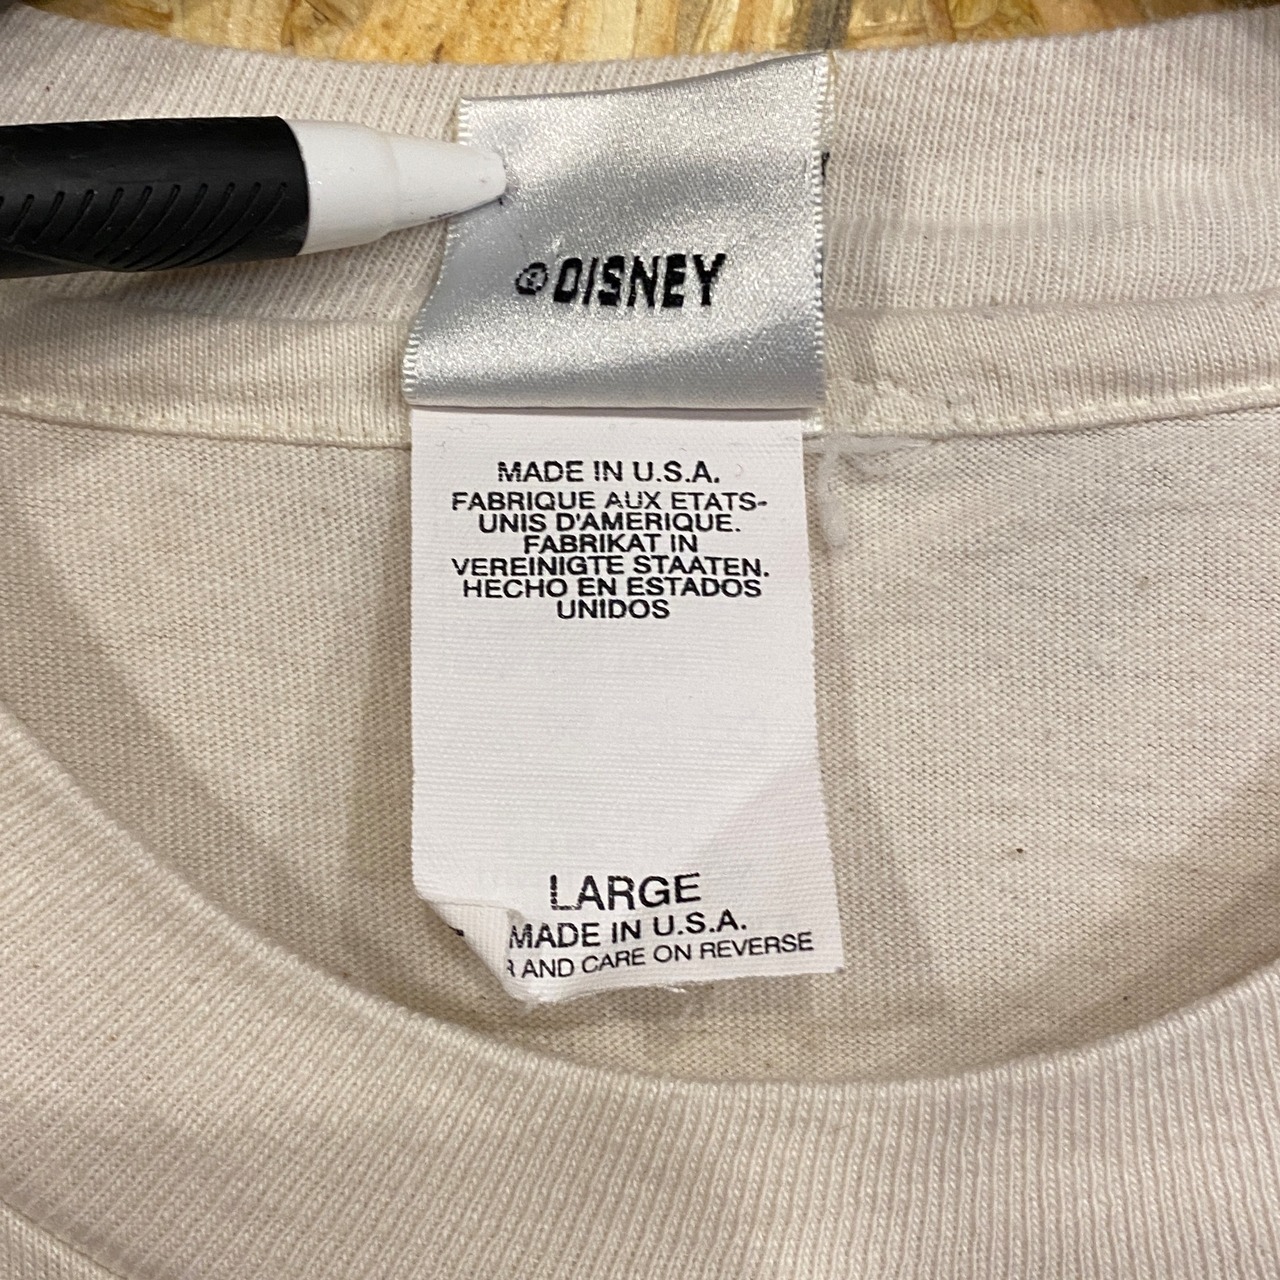 © DISNEY
MADE IN U.S.A.
FABRIQUE AUX ETATS-
UNIS D'AMERIQUE.
FABRIKAT IN
VEREINIGTE STAATEN.
HECHO EN ESTADOS
UNIDOS
LARGE
MADE IN U.S.A.
R AND CARE ON REVERSE